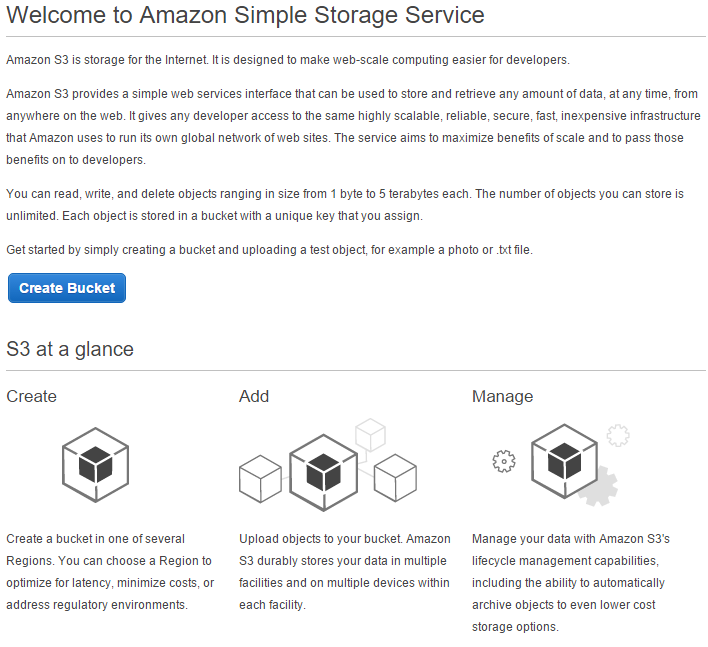 Welcome to Amazon Simple Storage Service
Amazon S3 is storage for the Internet. It is designed to make web-scale computing easier for developers.
Amazon S3 provides a simple web services interface that can be used to store and retrieve any amount of data, at any time, from
anywhere on the web. It gives any developer access to the same highly scalable, reliable, secure, fast, inexpensive infrastructure
that Amazon uses to run its own global network of web sites. The service aims to maximize benefits of scale and to pass those
benefits on to developers.
You can read, write, and delete objects ranging in size from 1 byte to 5 terabytes each. The number of objects you can store is
unlimited. Each object is stored in a bucket with a unique key that you assign.
Get started by simply creating a bucket and uploading a test object, for example a photo or .txt file.
Create Bucket
S3 at a glance
Create
Create a bucket in one of several
Regions. You can choose a Region to
optimize for latency, minimize costs, or
address regulatory environments.
Add
Upload objects to your bucket. Amazon
S3 durably stores your data in multiple
facilities and on multiple devices within
each facility.
Manage
Manage your data with Amazon S3's
lifecycle management capabilities,
including the ability to automatically
archive objects to even lower cost
storage options.